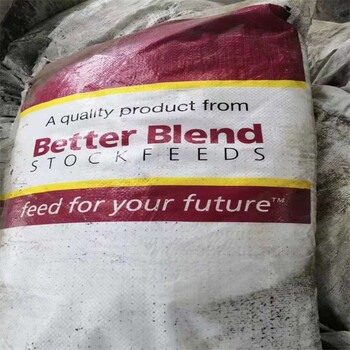 A quality product from
Better Blend
STOCKFEEDS
feed for your future™